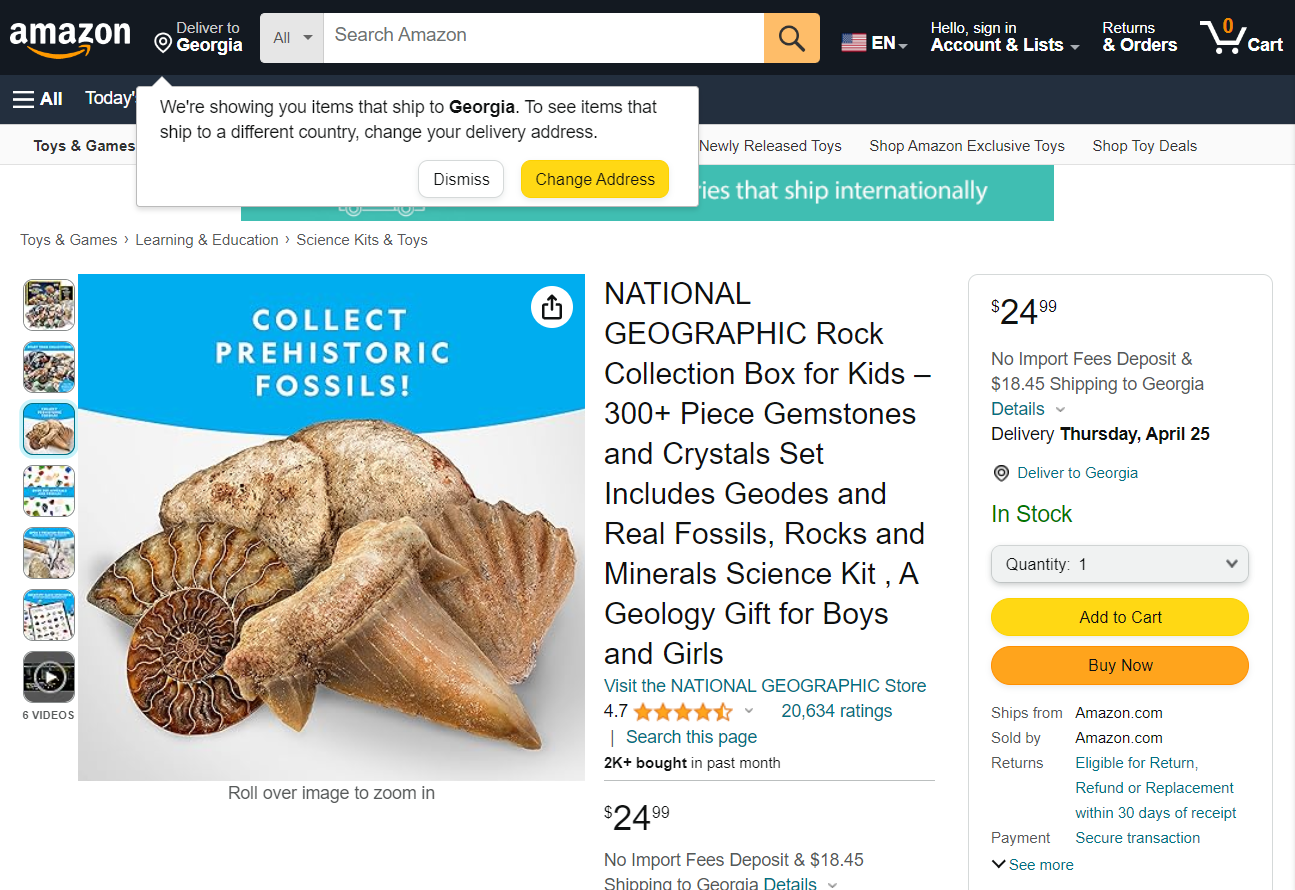 amazon
Deliver to
Georgia
All
Search Amazon
EN
Hello, sign in
Account & Lists
Returns
& Orders
0
Cart
All
Today's
We're showing you items that ship to Georgia. To see items that
ship to a different country, change your delivery address.
Dismiss
Change Address
Toys & Games
Newly Released Toys
Shop Amazon Exclusive Toys
Shop Toy Deals
that ship internationally
Toys & Games › Learning & Education › Science Kits & Toys
COLLECT
PREHISTORIC
FOSSILS!
6 VIDEOS
Roll over image to zoom in
NATIONAL
GEOGRAPHIC Rock
Collection Box for Kids –
300+ Piece Gemstones
and Crystals Set
Includes Geodes and
Real Fossils, Rocks and
Minerals Science Kit , A
Geology Gift for Boys
and Girls
Visit the NATIONAL GEOGRAPHIC Store
4.7
20,634 ratings
| Search this page
2K+ bought in past month
$24 99
No Import Fees Deposit & $18.45
Shipping to Georgia Details
$24 99
No Import Fees Deposit &
$18.45 Shipping to Georgia
Details
Delivery Thursday, April 25
Deliver to Georgia
In Stock
Quantity: 1
Add to Cart
Buy Now
Ships from Amazon.com
Sold by Amazon.com
Returns Eligible for Return,
Refund or Replacement
within 30 days of receipt
Payment Secure transaction
See more